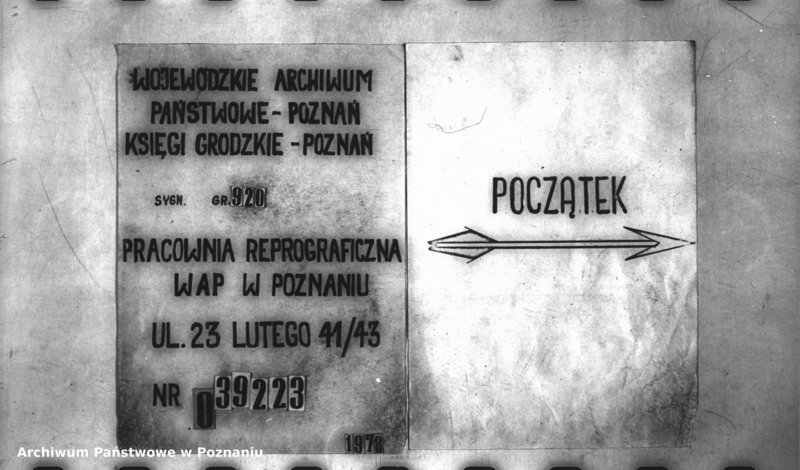 WOJEWÓDZKIE ARCHIWUM
PAŃSTWOWE - POZNAŃ
KSIĘGI GRODZKIE - POZNAŃ
SYGN. GR. 920
PRACOWNIA REPROGRAFICZNA
WAP W POZNANIU
UL. 23 LUTEGO 41/43
NR 039223
1978
POCZĄTEK
Archiwum Państwowe w Poznaniu